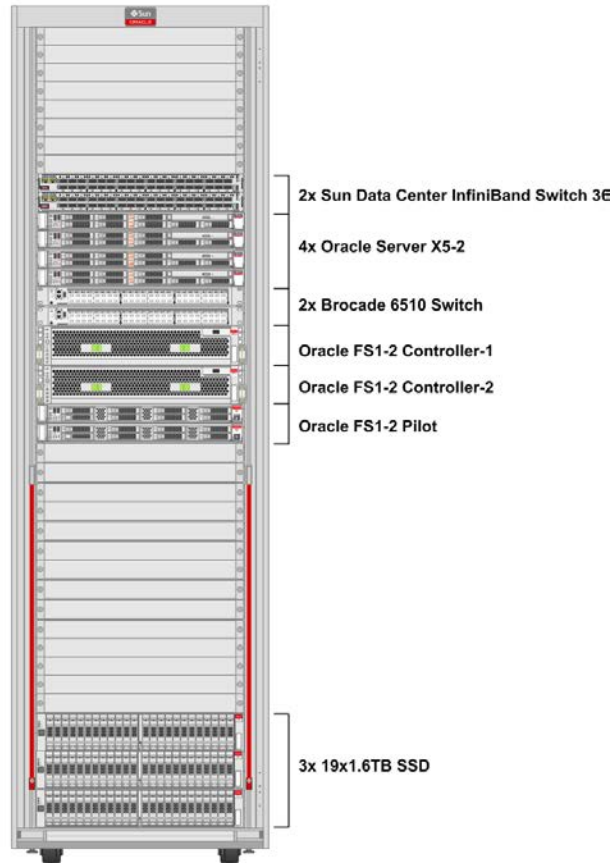 Sun
ORACLE
2x Sun Data Center InfiniBand Switch 36
4x Oracle Server X5-2
2x Brocade 6510 Switch
Oracle FS1-2 Controller-1
Oracle FS1-2 Controller-2
Oracle FS1-2 Pilot
3x 19x1.6TB SSD